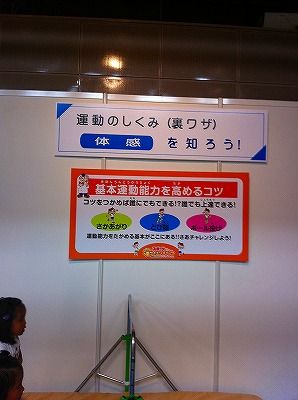 運動のしくみ（裏ワザ）
体感 を知ろう！
基本運動能力を高めるコツ
コツをつかめば誰にでもできる！？誰でも上達できる！
さかあがり
運動能力をたかめる基本がここにある！！さあチャレンジしよう！